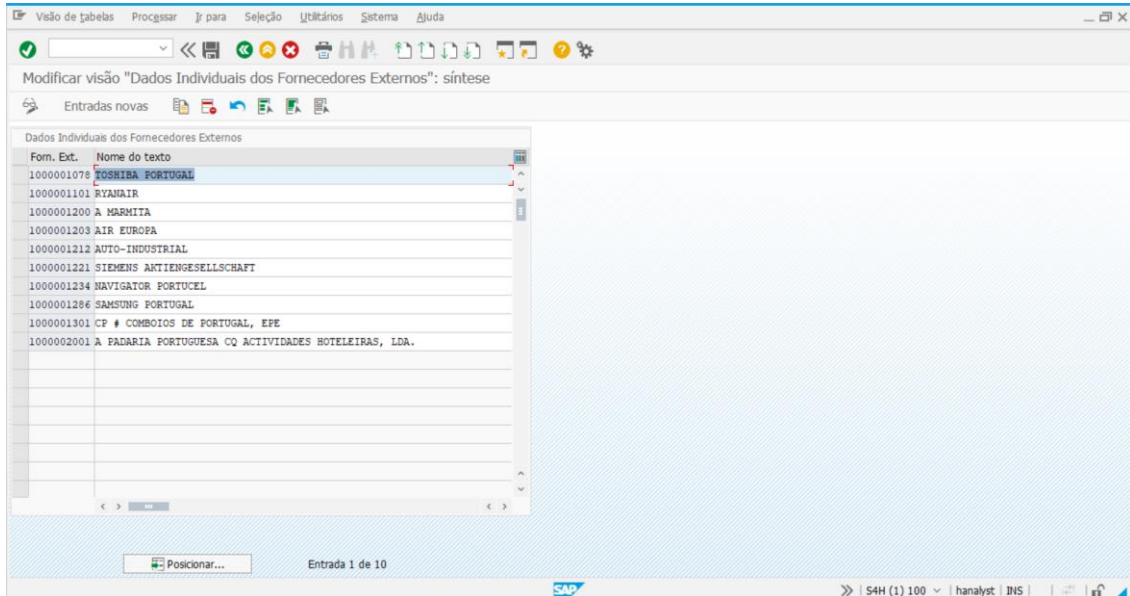 Visão de tabelas Processar Ir para Seleção Utilitários Sistema Ajuda
Modificar visão "Dados Individuais dos Fornecedores Externos": síntese
Entradas novas
Dados Individuais dos Fornecedores Externos
Forn. Ext. Nome do texto
1000001078 TOSHIBA PORTUGAL
1000001101 RYANAIR
1000001200 A MARMITA
1000001203 AIR EUROPA
1000001212 AUTO-INDUSTRIAL
1000001221 SIEMENS AKTIENGESELLSCHAFT
1000001234 NAVIGATOR PORTUCEL
1000001286 SAMSUNG PORTUGAL
1000001301 CP # COMBOIOS DE PORTUGAL, EPE
1000002001 A PADARIA PORTUGUESA CQ ACTIVIDADES HOTELEIRAS, LDA.
Posicionar... Entrada 1 de 10
SAP S4H (1) 100 hanalyst INS